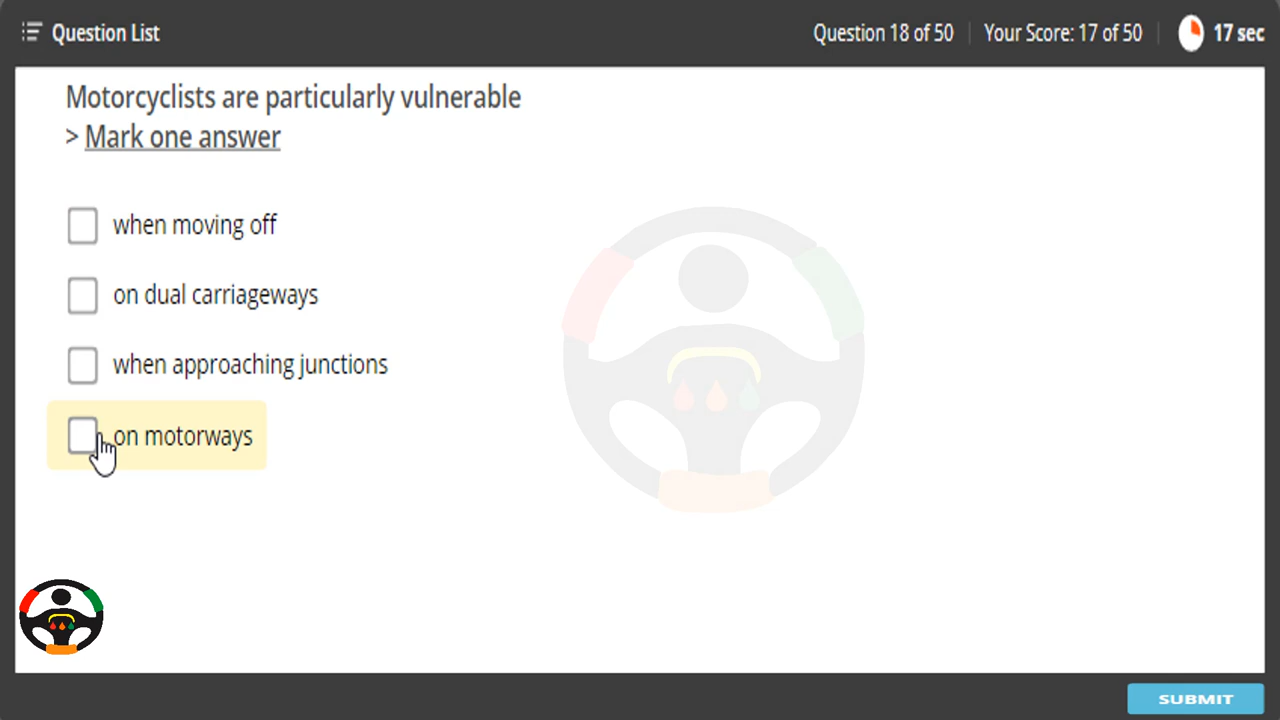 Question List
Question 18 of 50
Your Score: 17 of 50
17 sec
Motorcyclists are particularly vulnerable
> Mark one answer
when moving off
on dual carriageways
when approaching junctions
on motorways
SUBMIT